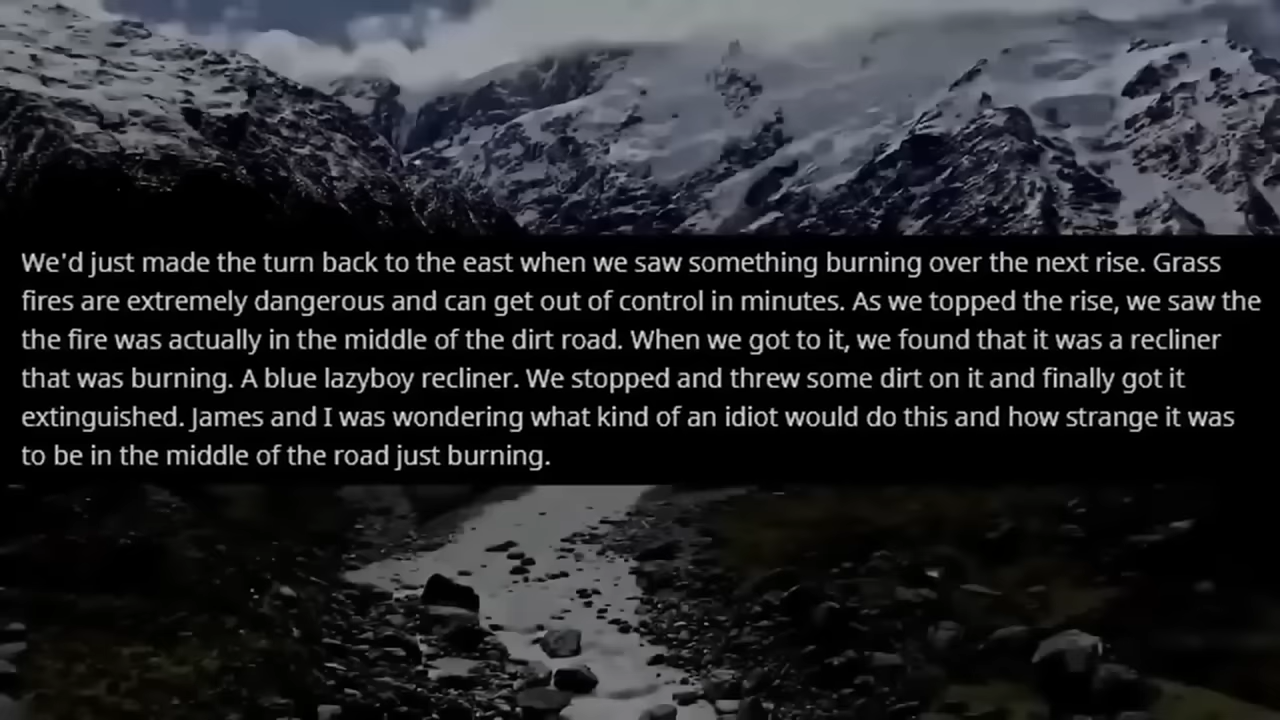 We'd just made the turn back to the east when we saw something burning over the next rise. Grass
fires are extremely dangerous and can get out of control in minutes. As we topped the rise, we saw the
the fire was actually in the middle of the dirt road. When we got to it, we found that it was a recliner
that was burning. A blue lazyboy recliner. We stopped and threw some dirt on it and finally got it
extinguished. James and I was wondering what kind of an idiot would do this and how strange it was
to be in the middle of the road just burning.